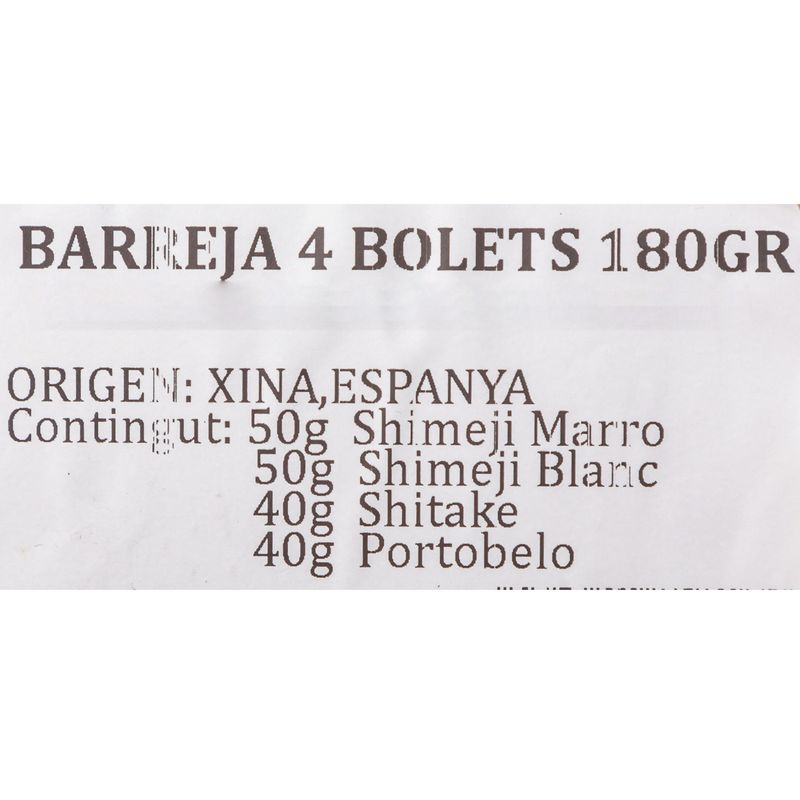 BARREJA 4 BOLETS 180GR
ORIGEN: XINA,ESPANYA
Contingut: 50g Shimeji Marro
50g Shimeji Blanc
40g Shitake
40g Portobelo